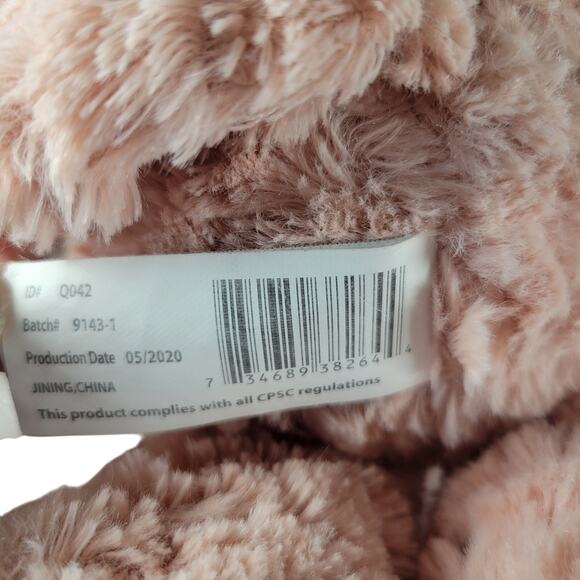 ID# Q042
Batch# 9143-1
Production Date 05/2020
JINING,CHINA
7 34689 38264 4
This product complies with all CPSC regulations